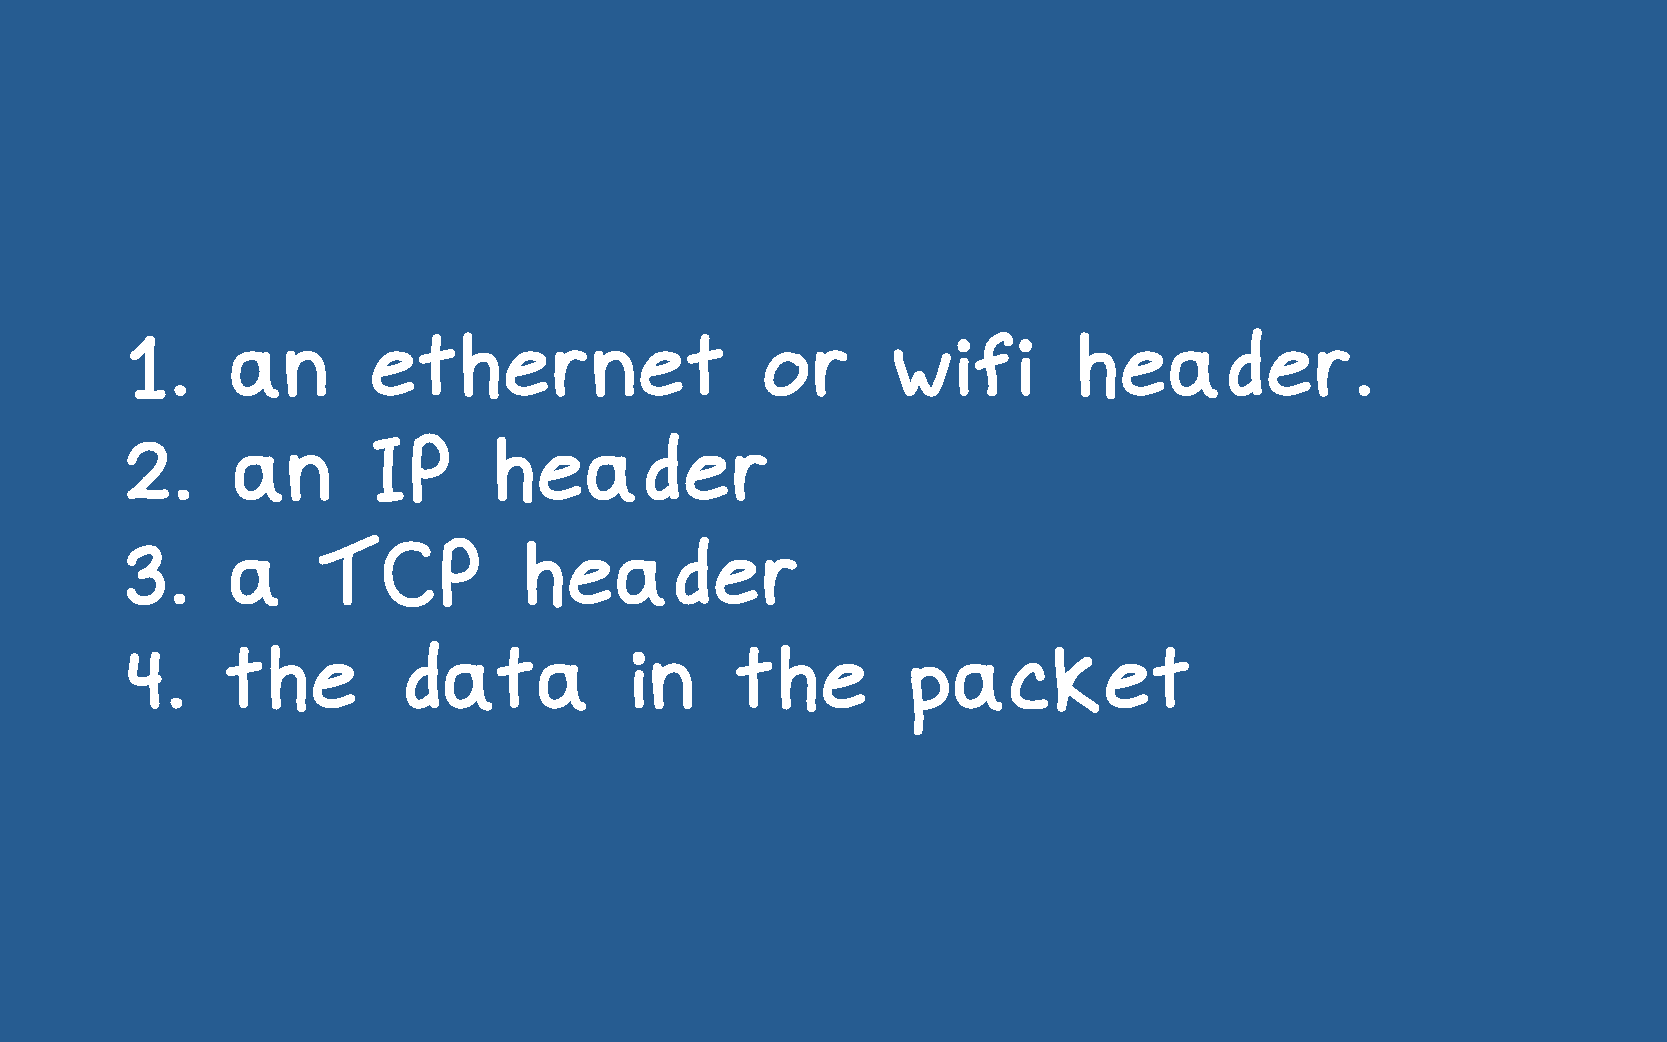 1. an ethernet or wifi header.
2. an IP header
3. a TCP header
4. the data in the packet